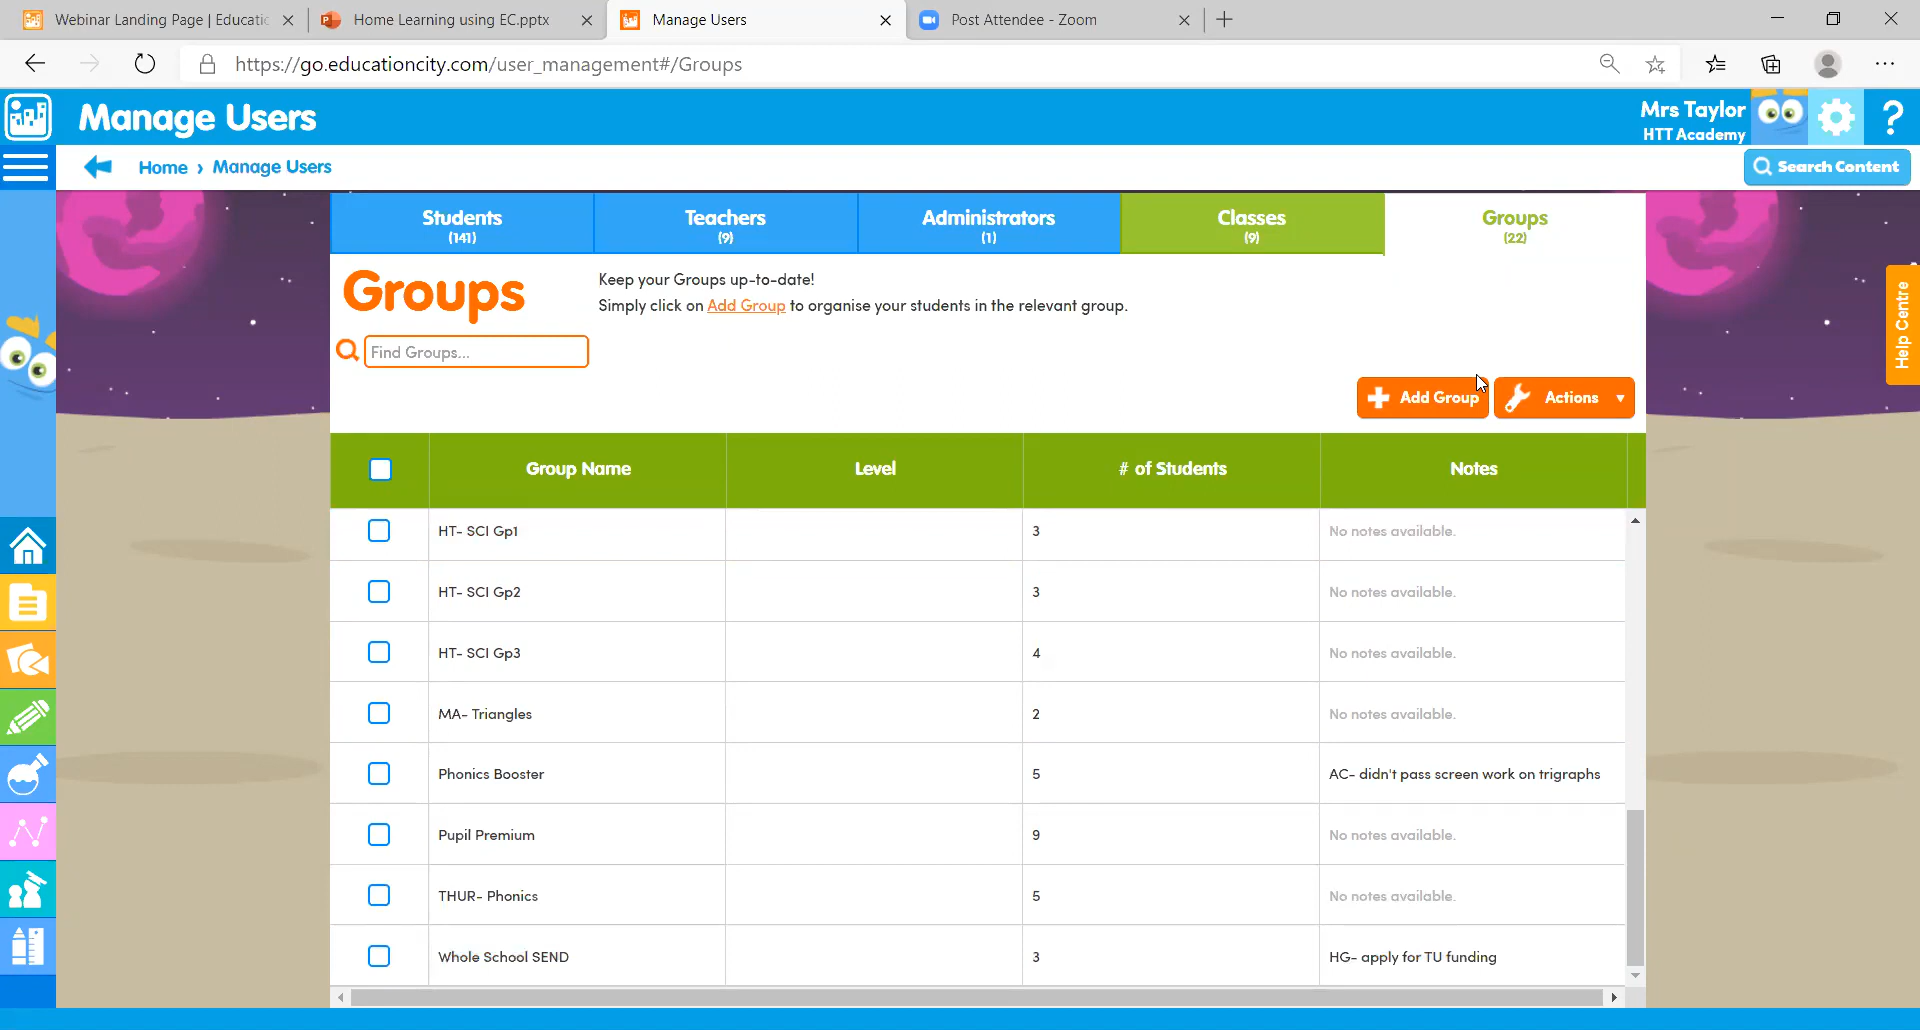 Webinar Landing Page | Educatic
Home Learning using EC.pptx
Manage Users
Post Attendee - Zoom
https://go.educationcity.com/user_management#/Groups
Manage Users
Mrs Taylor
HTT Academy
?
Home › Manage Users
Search Content
Students
(141)
Teachers
(9)
Administrators
(1)
Classes
(9)
Groups
(22)
Groups
Keep your Groups up-to-date!
Simply click on Add Group to organise your students in the relevant group.
Find Groups...
Help Centre
Add Group
Actions
Group Name Level # of Students Notes
HT- SCI Gp1 3 No notes available.
HT- SCI Gp2 3 No notes available.
HT- SCI Gp3 4 No notes available.
MA- Triangles 2 No notes available.
Phonics Booster 5 AC- didn't pass screen work on trigraphs
Pupil Premium 9 No notes available.
THUR- Phonics 5 No notes available.
Whole School SEND 3 HG- apply for TU funding